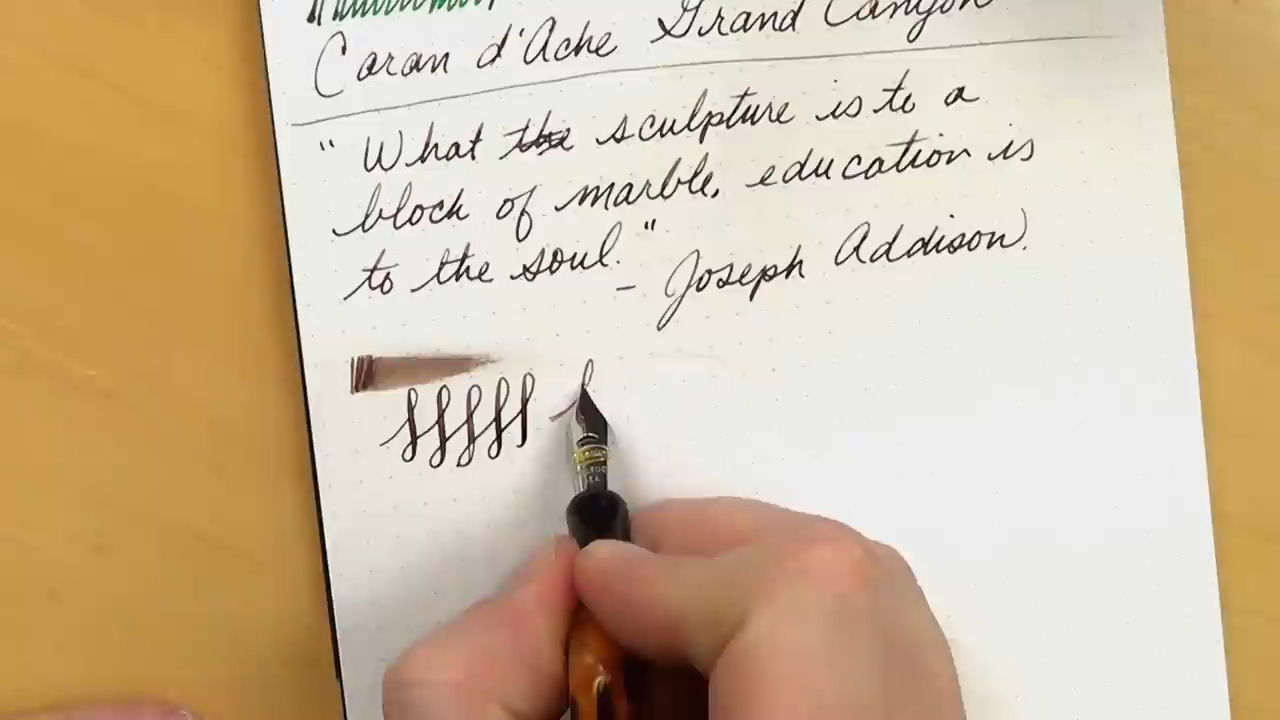 Caran d'Ache Grand Canyon
"What the sculpture is to a
block of marble, education is
to the soul."
- Joseph Addison.
fffff f